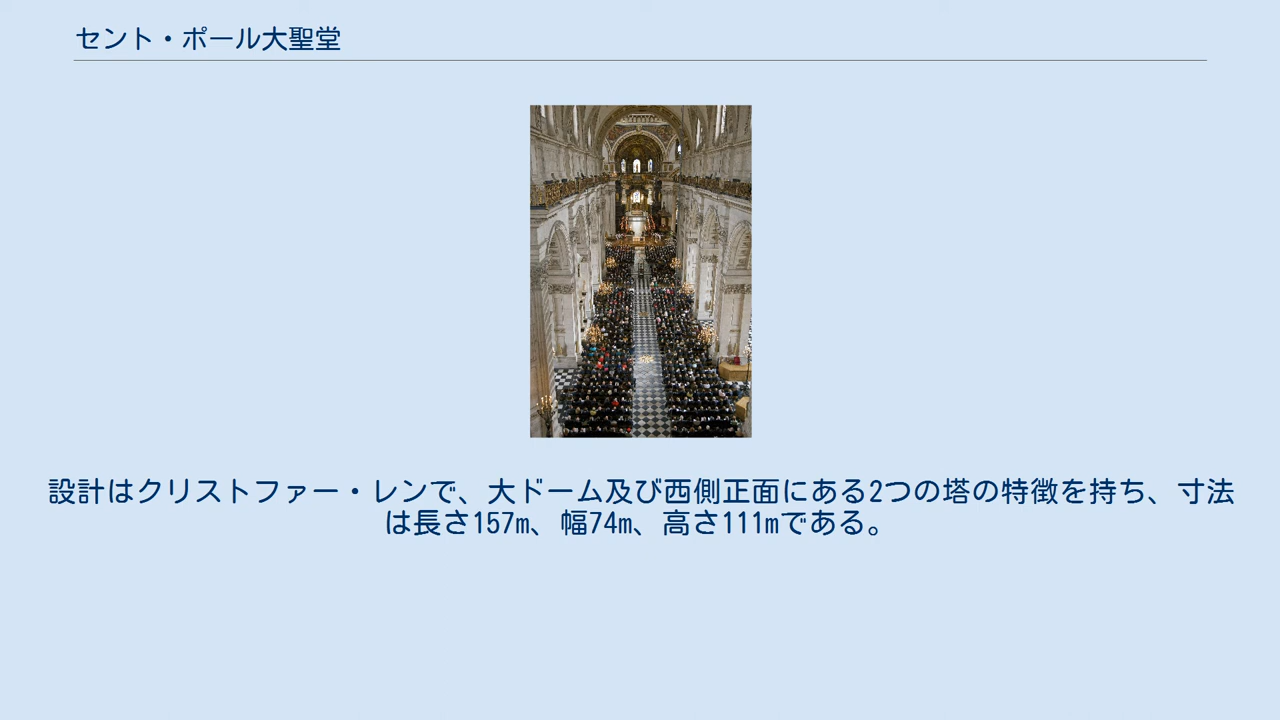 セント・ポール大聖堂
設計はクリストファー・レンで、大ドーム及び西側正面にある2つの塔の特徴を持ち、寸法
は長さ157m、幅74m、高さ111mである。